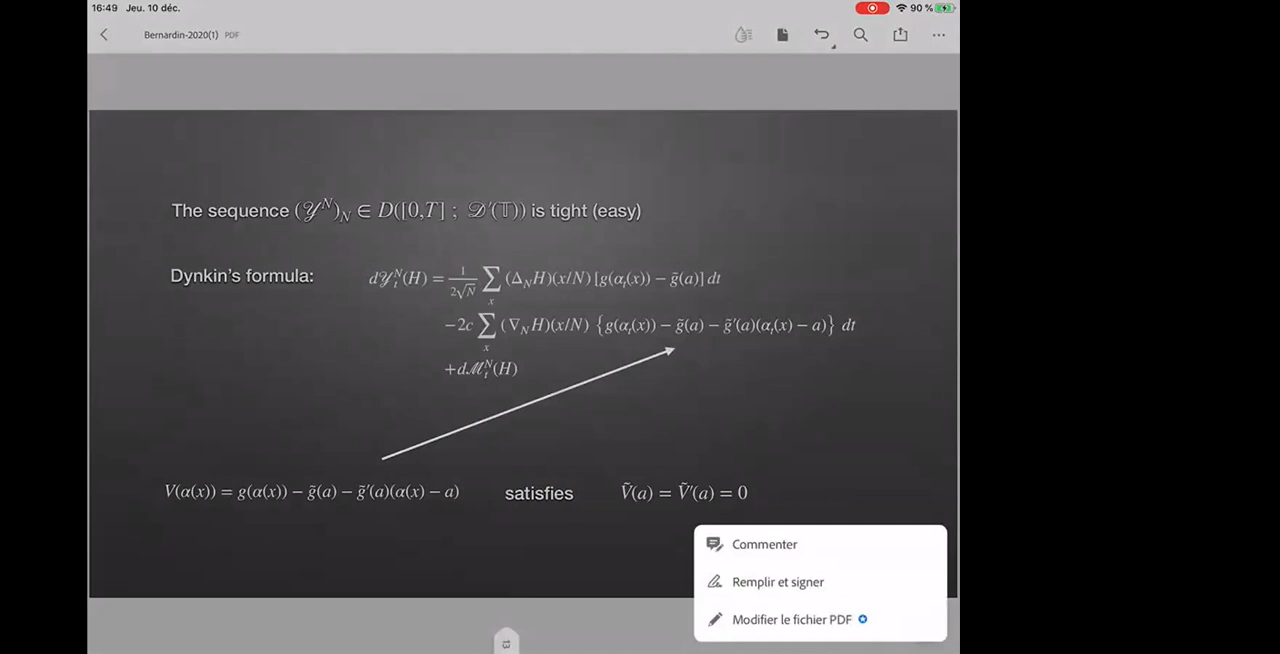 16:49 Jeu. 10 déc. 90 %
Bernardin-2020(1) PDF
The sequence (𝒴^N)_N ∈ D([0,T] ; 𝒟′(𝕋)) is tight (easy)
Dynkin's formula: d𝒴_t^N(H) = 1/(2√N) ∑_x (Δ_N H)(x/N) [g(α_t(x)) − g̃(a)] dt
−2c ∑_x (∇_N H)(x/N) {g(α_t(x)) − g̃(a) − g̃′(a)(α_t(x) − a)} dt
+dℳ_t^N(H)
V(α(x)) = g(α(x)) − g̃(a) − g̃′(a)(α(x) − a) satisfies Ṽ(a) = Ṽ′(a) = 0
Commenter
Remplir et signer
Modifier le fichier PDF
13